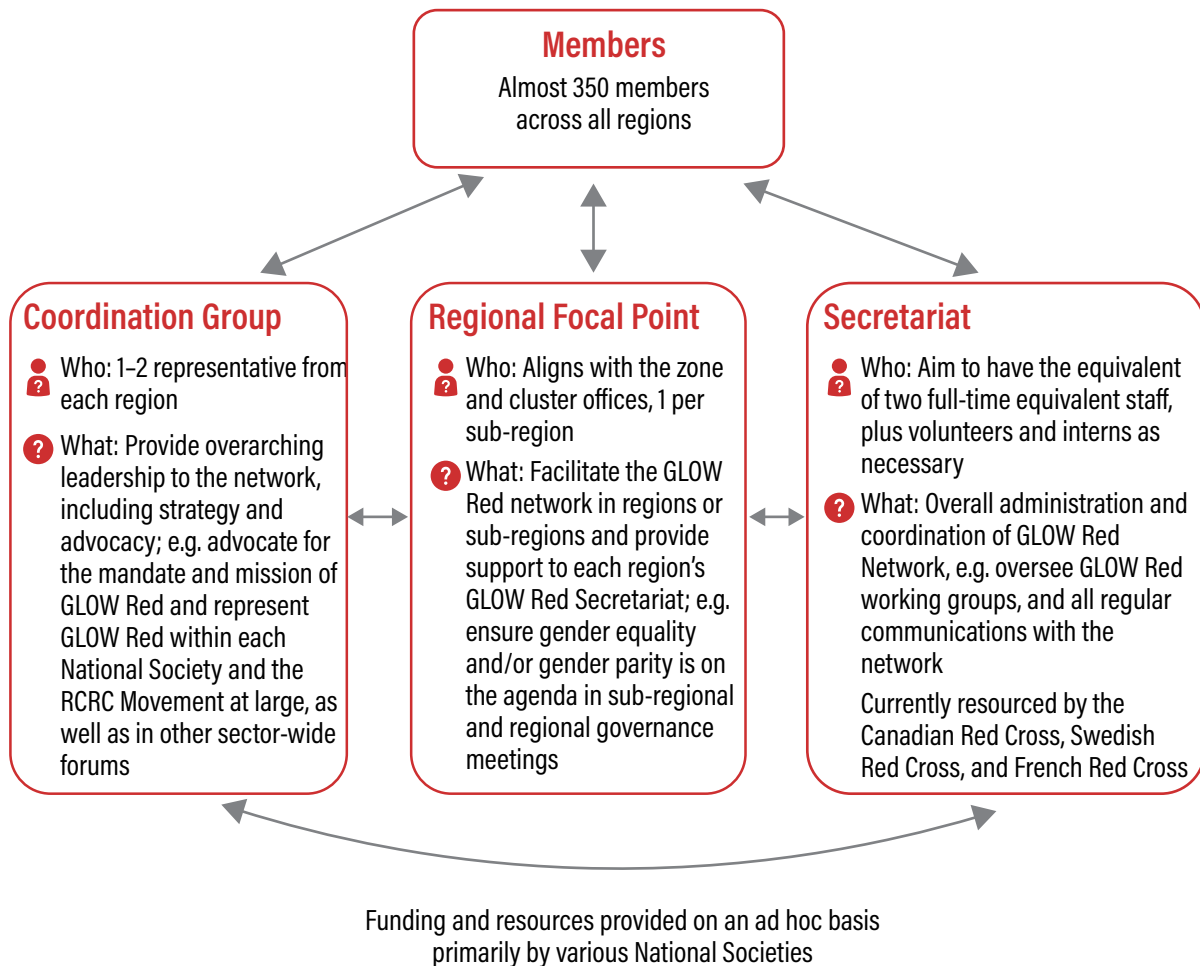 Members
Almost 350 members
across all regions
Coordination Group
? Who: 1–2 representative from
each region
? What: Provide overarching
leadership to the network,
including strategy and
advocacy; e.g. advocate for
the mandate and mission of
GLOW Red and represent
GLOW Red within each
National Society and the
RCRC Movement at large, as
well as in other sector-wide
forums
Regional Focal Point
? Who: Aligns with the zone
and cluster offices, 1 per
sub-region
? What: Facilitate the GLOW
Red network in regions or
sub-regions and provide
support to each region’s
GLOW Red Secretariat; e.g.
ensure gender equality
and/or gender parity is on
the agenda in sub-regional
and regional governance
meetings
Secretariat
? Who: Aim to have the equivalent
of two full-time equivalent staff,
plus volunteers and interns as
necessary
? What: Overall administration and
coordination of GLOW Red
Network, e.g. oversee GLOW Red
working groups, and all regular
communications with the
network
Currently resourced by the
Canadian Red Cross, Swedish
Red Cross, and French Red Cross
Funding and resources provided on an ad hoc basis
primarily by various National Societies